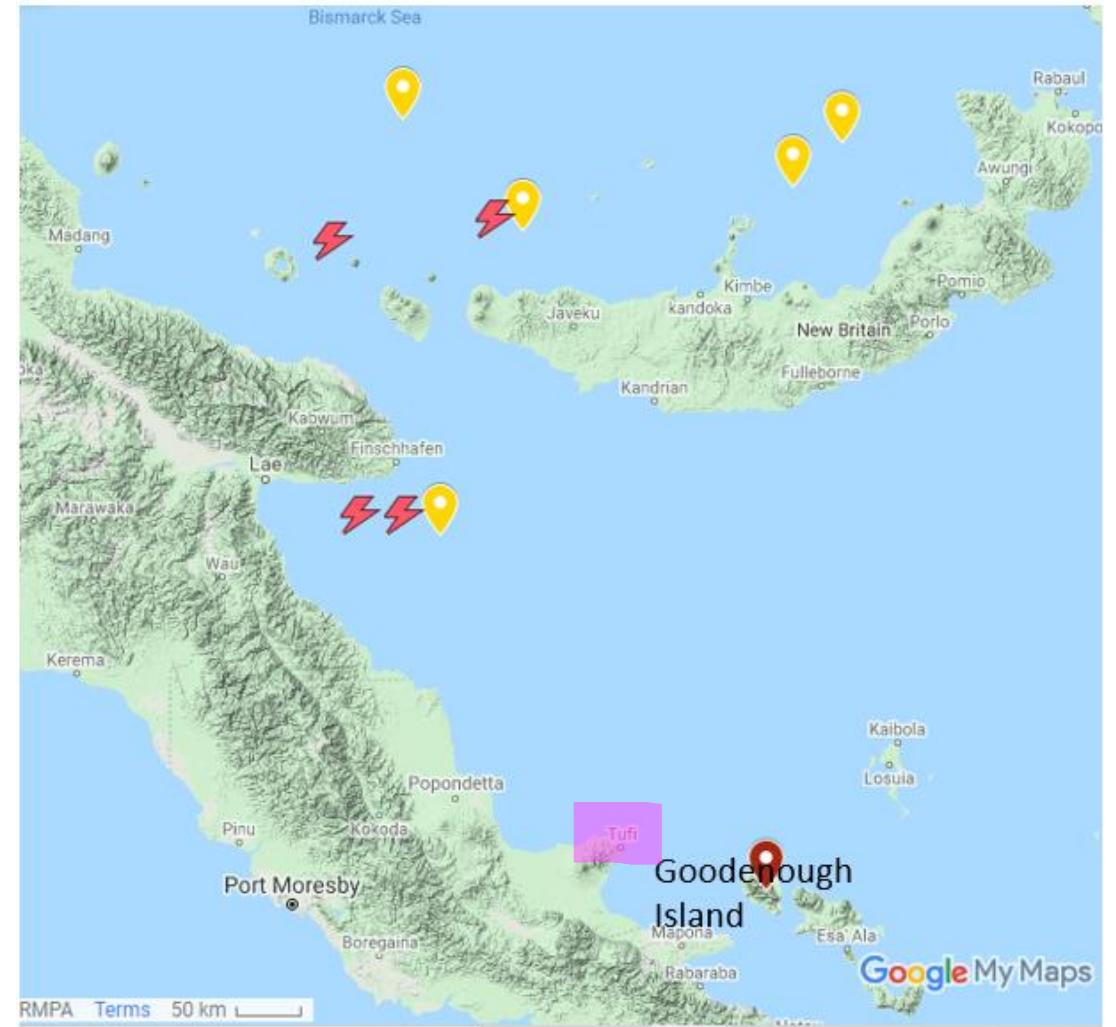 Bismarck Sea
Rabaul
Kokopo
Awungi
Madang
Kimbe
Pomio
kandoka
Javeku
New Britain
Porlo
Fulleborne
Kandrian
Kabwum
Finschhafen
Lae
Marawaka
Wau
Kerema
Kaibola
Losuia
Popondetta
Pinu
Kokoda
Tufi
Goodenough
Island
Port Moresby
Mapona
Esa'Ala
Boregaina
Rabaraba
Google My Maps
RMPA Terms 50 km